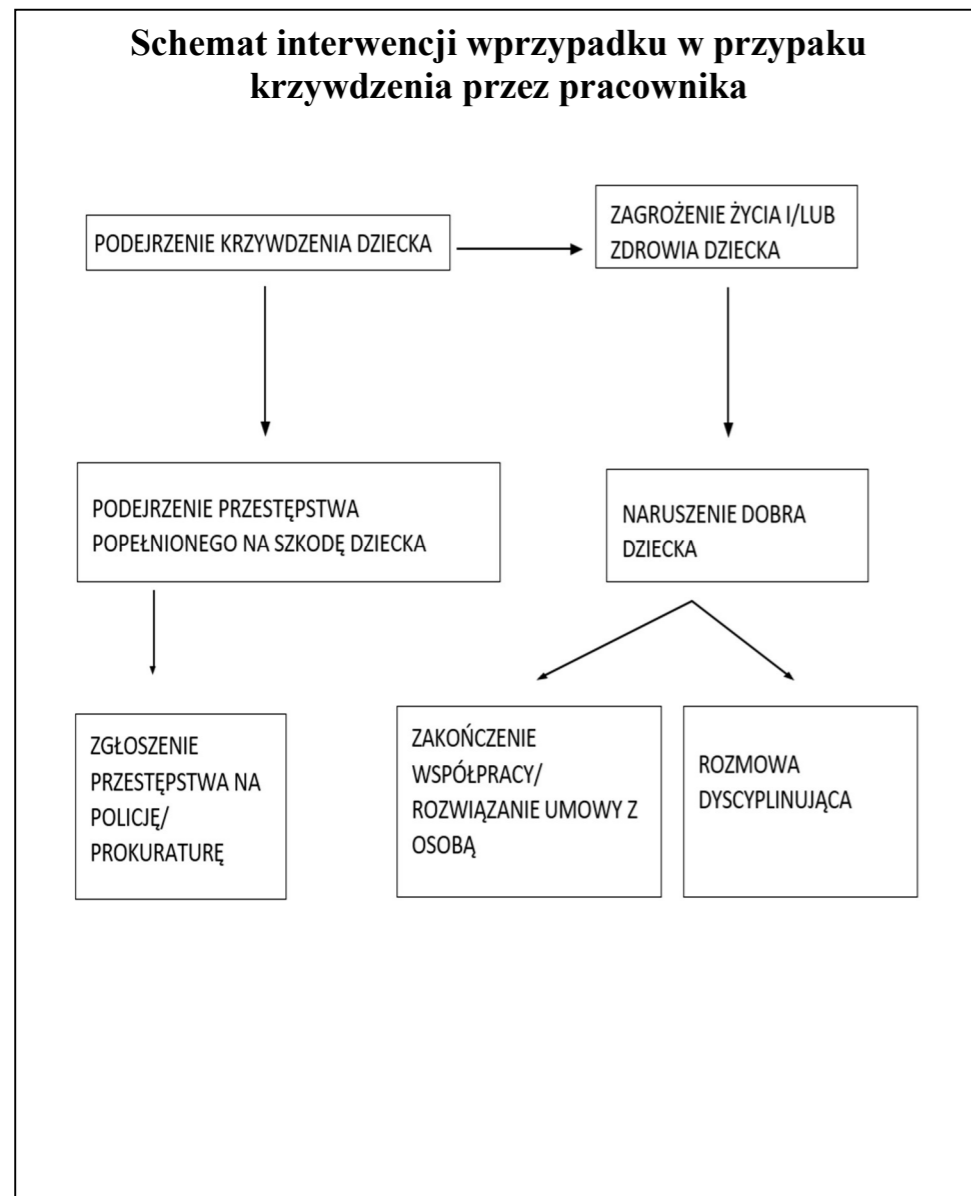 Schemat interwencji wprzypadku w przypaku
krzywdzenia przez pracownika
PODEJRZENIE KRZYWDZENIA DZIECKA
ZAGROŻENIE ŻYCIA I/LUB
ZDROWIA DZIECKA
PODEJRZENIE PRZESTĘPSTWA
POPEŁNIONEGO NA SZKODĘ DZIECKA
NARUSZENIE DOBRA
DZIECKA
ZGŁOSZENIE
PRZESTĘPSTWA NA
POLICJĘ/
PROKURATURĘ
ZAKOŃCZENIE
WSPÓŁPRACY/
ROZWIĄZANIE UMOWY Z
OSOBĄ
ROZMOWA
DYSCYPLINUJĄCA